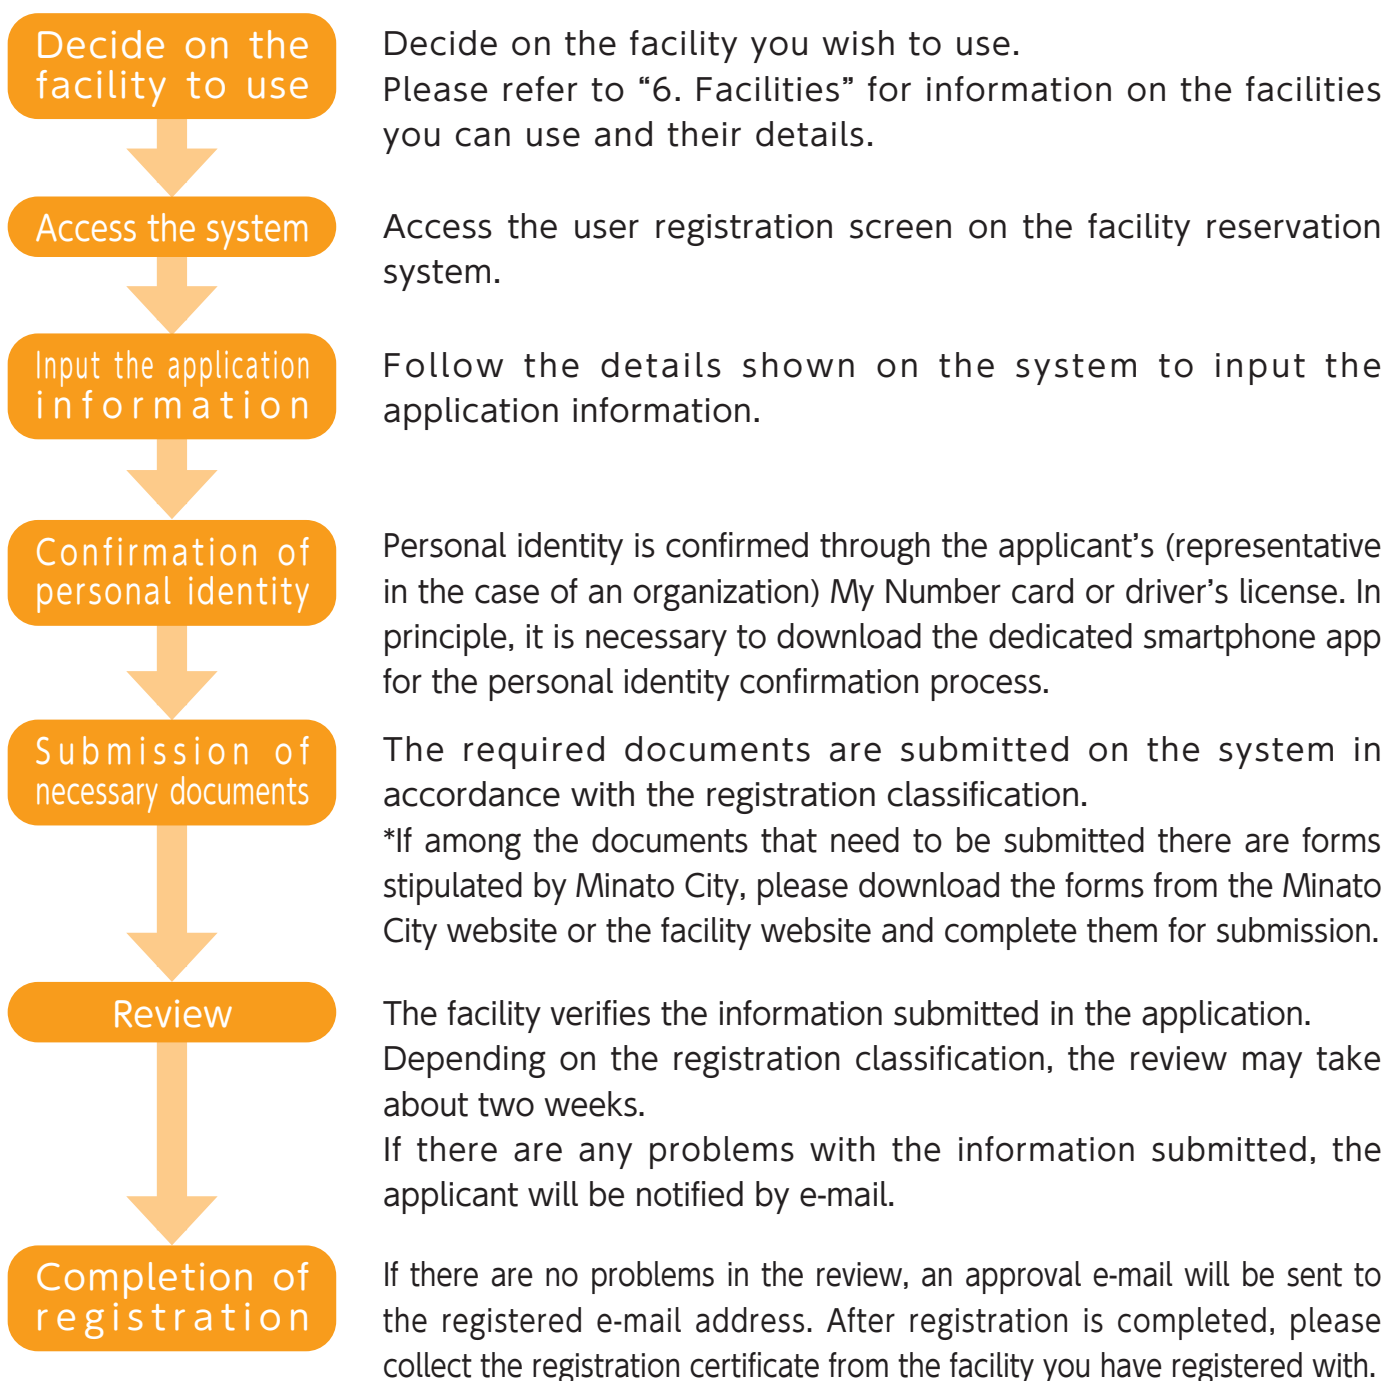 Decide on the
facility to use
Decide on the facility you wish to use.
Please refer to “6. Facilities” for information on the facilities
you can use and their details.
Access the system
Access the user registration screen on the facility reservation
system.
Input the application
information
Follow the details shown on the system to input the
application information.
Confirmation of
personal identity
Personal identity is confirmed through the applicant’s (representative
in the case of an organization) My Number card or driver’s license. In
principle, it is necessary to download the dedicated smartphone app
for the personal identity confirmation process.
Submission of
necessary documents
The required documents are submitted on the system in
accordance with the registration classification.
*If among the documents that need to be submitted there are forms
stipulated by Minato City, please download the forms from the Minato
City website or the facility website and complete them for submission.
Review
The facility verifies the information submitted in the application.
Depending on the registration classification, the review may take
about two weeks.
If there are any problems with the information submitted, the
applicant will be notified by e-mail.
Completion of
registration
If there are no problems in the review, an approval e-mail will be sent to
the registered e-mail address. After registration is completed, please
collect the registration certificate from the facility you have registered with.